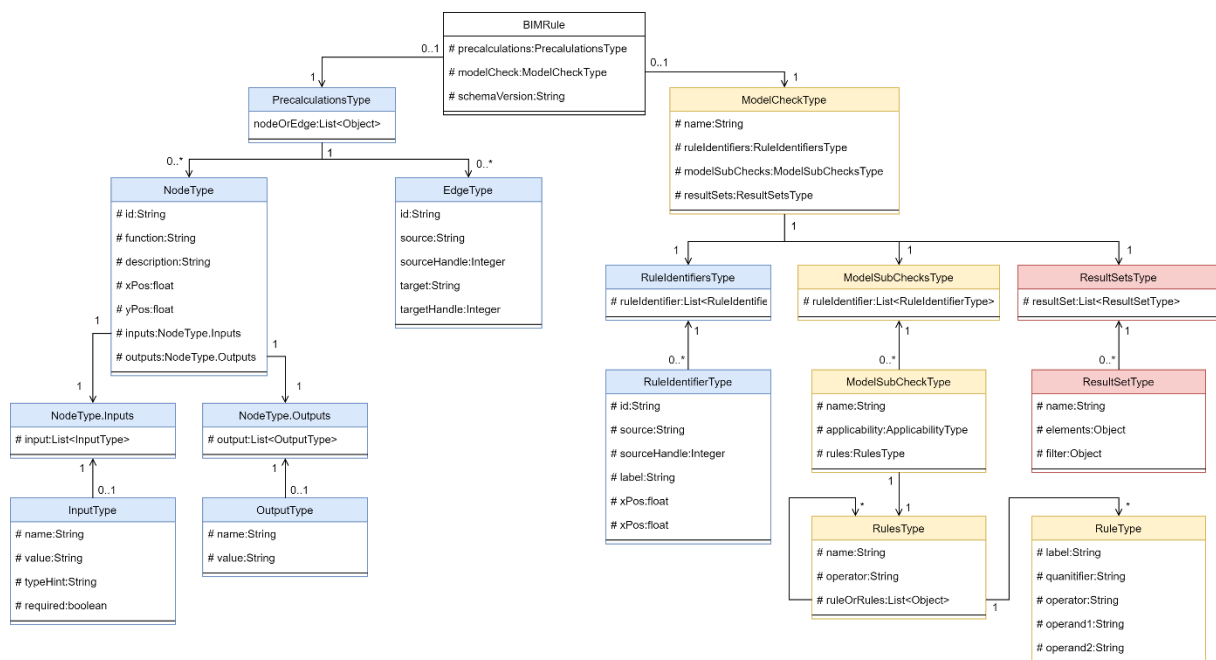 BIMRule
# precalculations:PrecalulationsType
# modelCheck:ModelCheckType
# schemaVersion:String
0..1
0..1
1
1
PrecalculationsType
nodeOrEdge:List<Object>
ModelCheckType
# name:String
# ruleIdentifiers:RuleIdentifiersType
# modelSubChecks:ModelSubChecksType
# resultSets:ResultSetsType
1
0..*
0..*
NodeType
# id:String
# function:String
# description:String
# xPos:float
# yPos:float
# inputs:NodeType.Inputs
# outputs:NodeType.Outputs
EdgeType
id:String
source:String
sourceHandle:Integer
target:String
targetHandle:Integer
1
1
1
1
RuleIdentifiersType
# ruleIdentifier:List<RuleIdentifie
ModelSubChecksType
# ruleIdentifier:List<RuleIdentifierType>
ResultSetsType
# resultSet:List<ResultSetType>
1
1
1
1
1
0..*
0..*
0..*
1
1
NodeType.Inputs
# input:List<InputType>
NodeType.Outputs
# output:List<OutputType>
RuleIdentifierType
# id:String
# source:String
# sourceHandle:Integer
# label:String
# xPos:float
# xPos:float
ModelSubCheckType
# name:String
# applicability:ApplicabilityType
# rules:RulesType
ResultSetType
# name:String
# elements:Object
# filter:Object
1
1
0..1
0..1
InputType
# name:String
# value:String
# typeHint:String
# required:boolean
OutputType
# name:String
# value:String
1
*
1
*
RulesType
# name:String
# operator:String
# ruleOrRules:List<Object>
1
RuleType
# label:String
# quanitifier:String
# operator:String
# operand1:String
# operand2:String